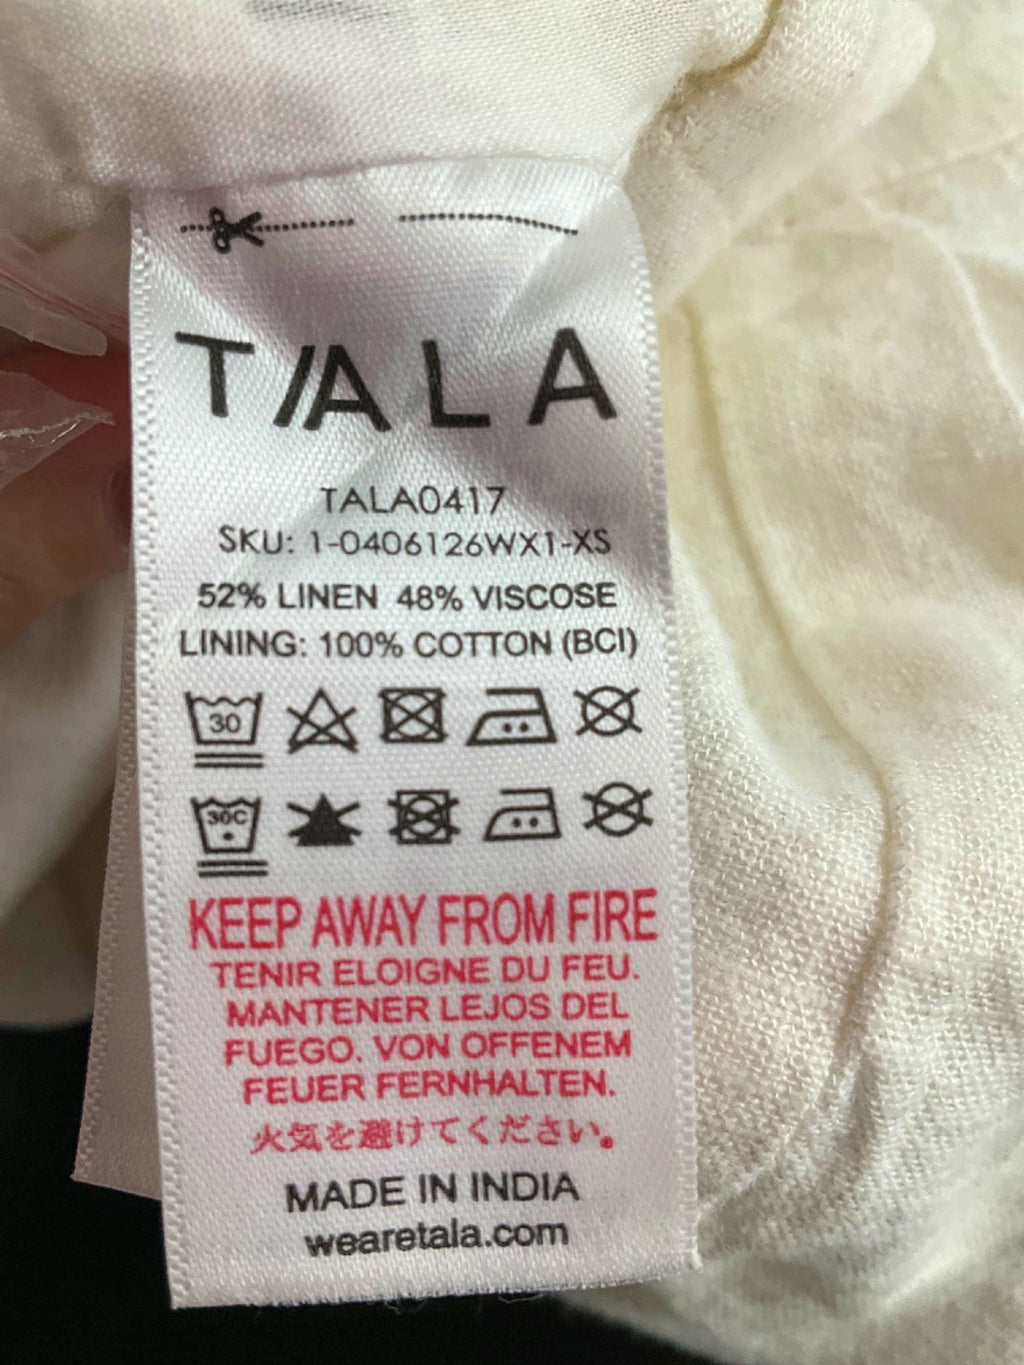 TALA
TALA0417
SKU: 1-0406126WX1-XS
52% LINEN 48% VISCOSE
LINING: 100% COTTON (BCI)
30
30C
KEEP AWAY FROM FIRE
TENIR ELOIGNE DU FEU.
MANTENER LEJOS DEL
FUEGO. VON OFFENEM
FEUER FERNHALTEN.
火気を避けてください。
MADE IN INDIA
wearetala.com